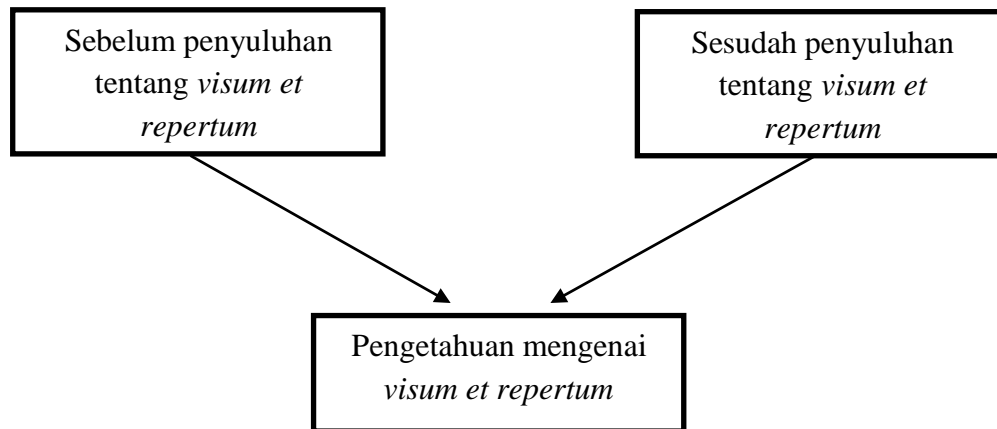 Sebelum penyuluhan
tentang visum et
repertum
Sesudah penyuluhan
tentang visum et
repertum
Pengetahuan mengenai
visum et repertum